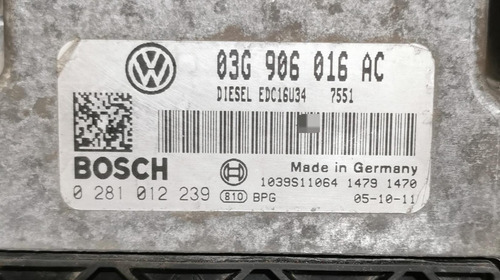 03G 906 016 AC
DIESEL EDC16U34 7551
BOSCH
Made in Germany
0 281 012 239 810 BPG
1039S11064 1479 1470
05-10-11